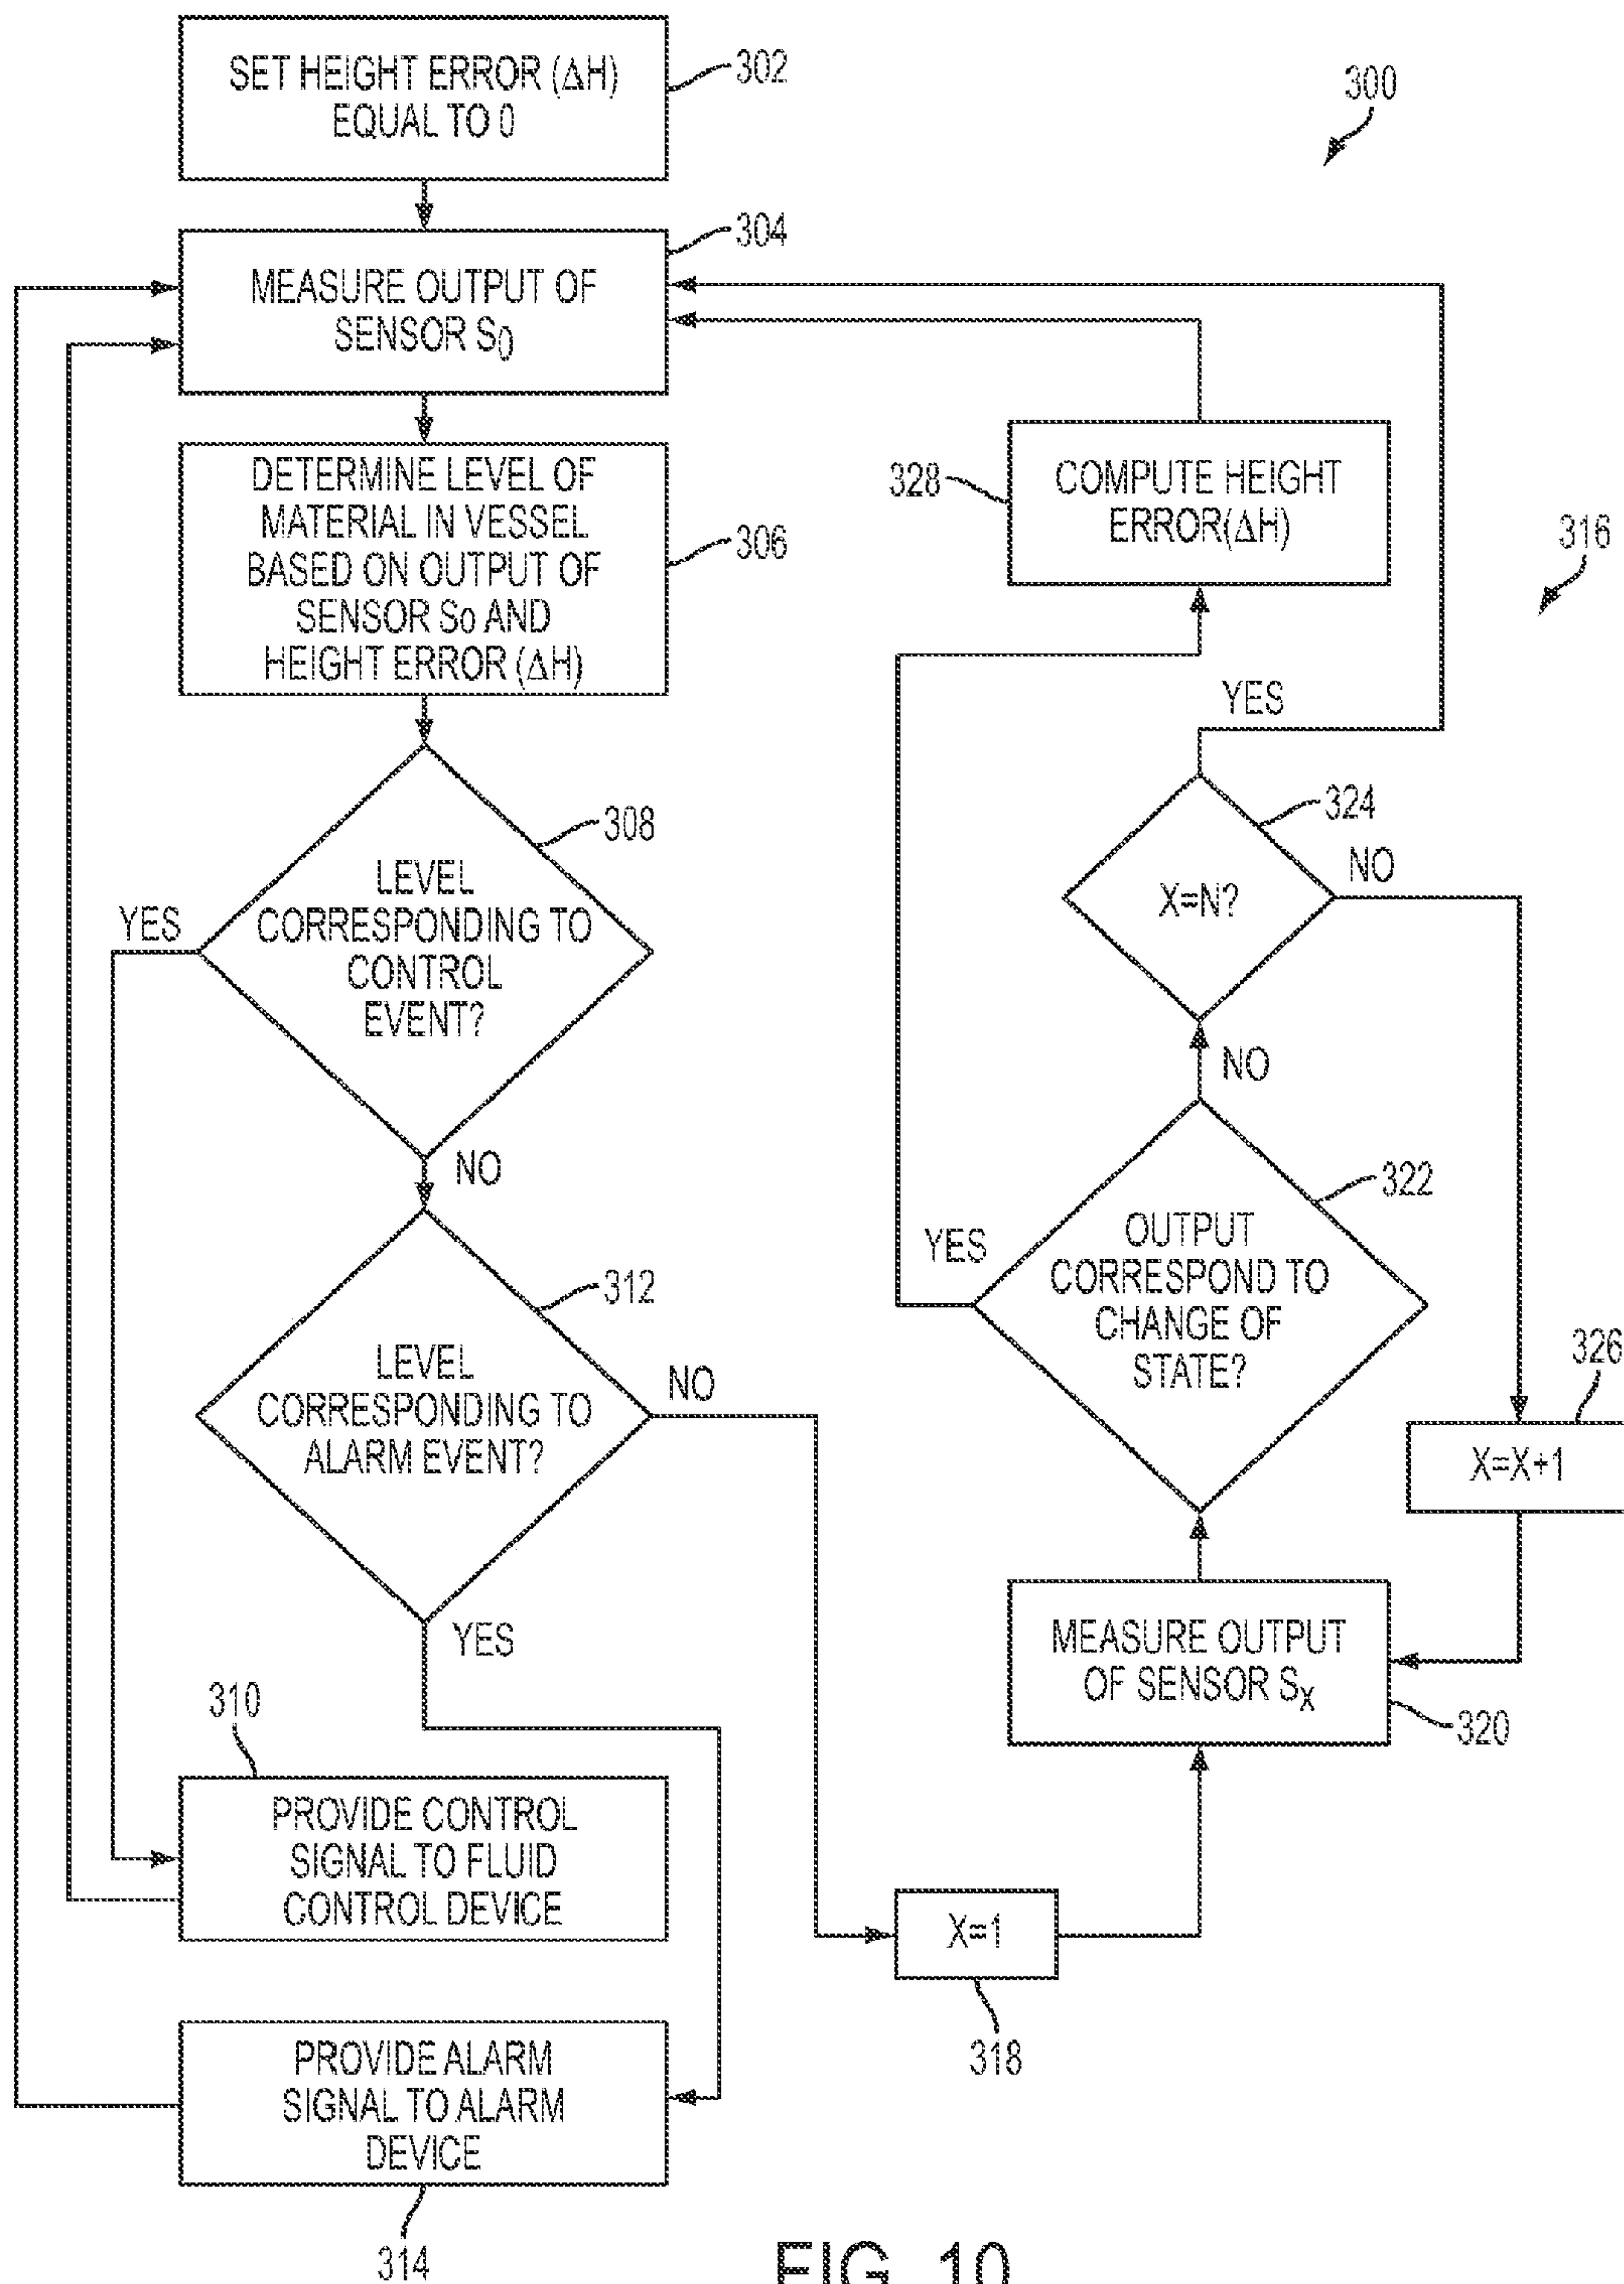 SET HEIGHT ERROR (ΔH)
EQUAL TO 0
302
300
304
MEASURE OUTPUT OF
SENSOR S0
DETERMINE LEVEL OF
MATERIAL IN VESSEL
BASED ON OUTPUT OF
SENSOR S0 AND
HEIGHT ERROR (ΔH)
306
328
COMPUTE HEIGHT
ERROR(ΔH)
316
308
LEVEL
CORRESPONDING TO
CONTROL
EVENT?
YES
NO
312
LEVEL
CORRESPONDING TO
ALARM EVENT?
NO
YES
310
PROVIDE CONTROL
SIGNAL TO FLUID
CONTROL DEVICE
PROVIDE ALARM
SIGNAL TO ALARM
DEVICE
314
YES
324
X=N?
NO
NO
322
OUTPUT
CORRESPOND TO
CHANGE OF
STATE?
YES
326
X=X+1
MEASURE OUTPUT
OF SENSOR SX
320
X=1
318
FIG. 10